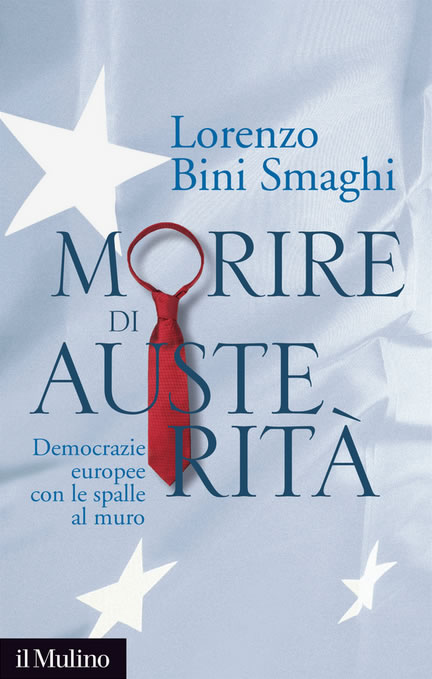 Lorenzo
Bini Smaghi
MORIRE
DI
AUSTE
RITÀ
Democrazie
europee
con le spalle
al muro
il Mulino